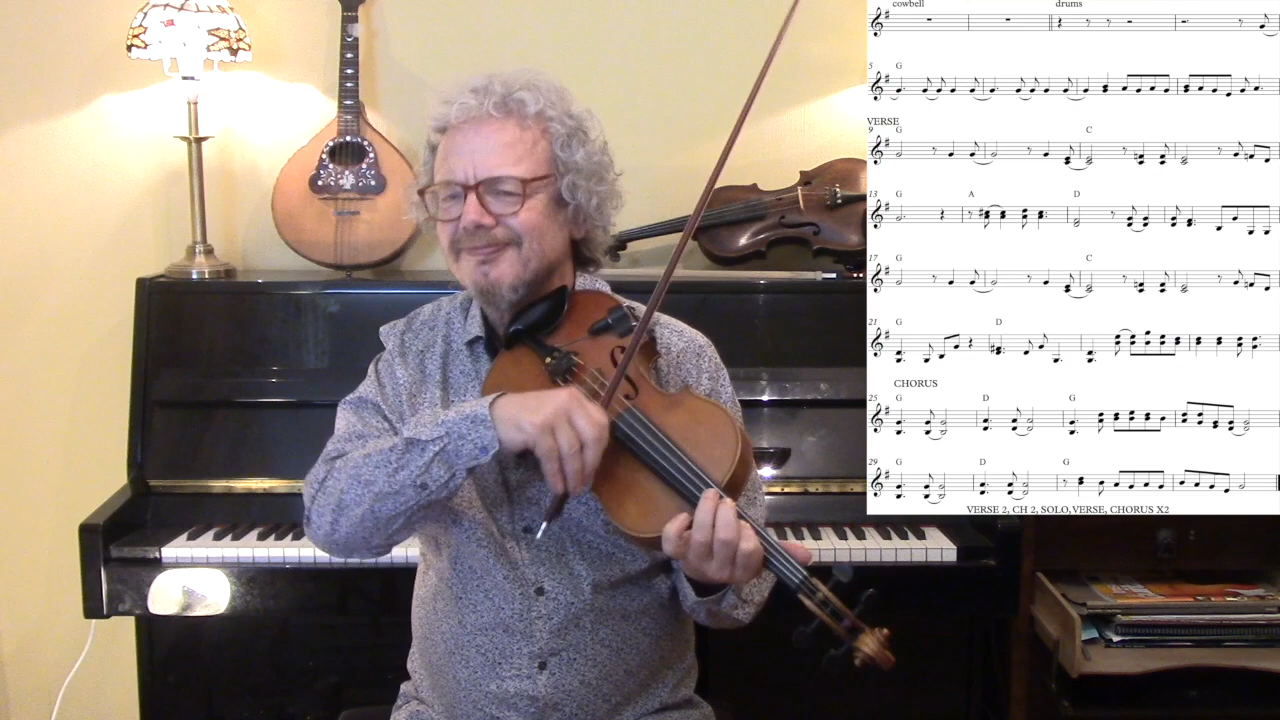 cowbell drums
5 G
VERSE
9 G C
13 G A D
17 G C
21 G D
CHORUS
25 G D G
29 G D G
VERSE 2, CH 2, SOLO, VERSE, CHORUS X2